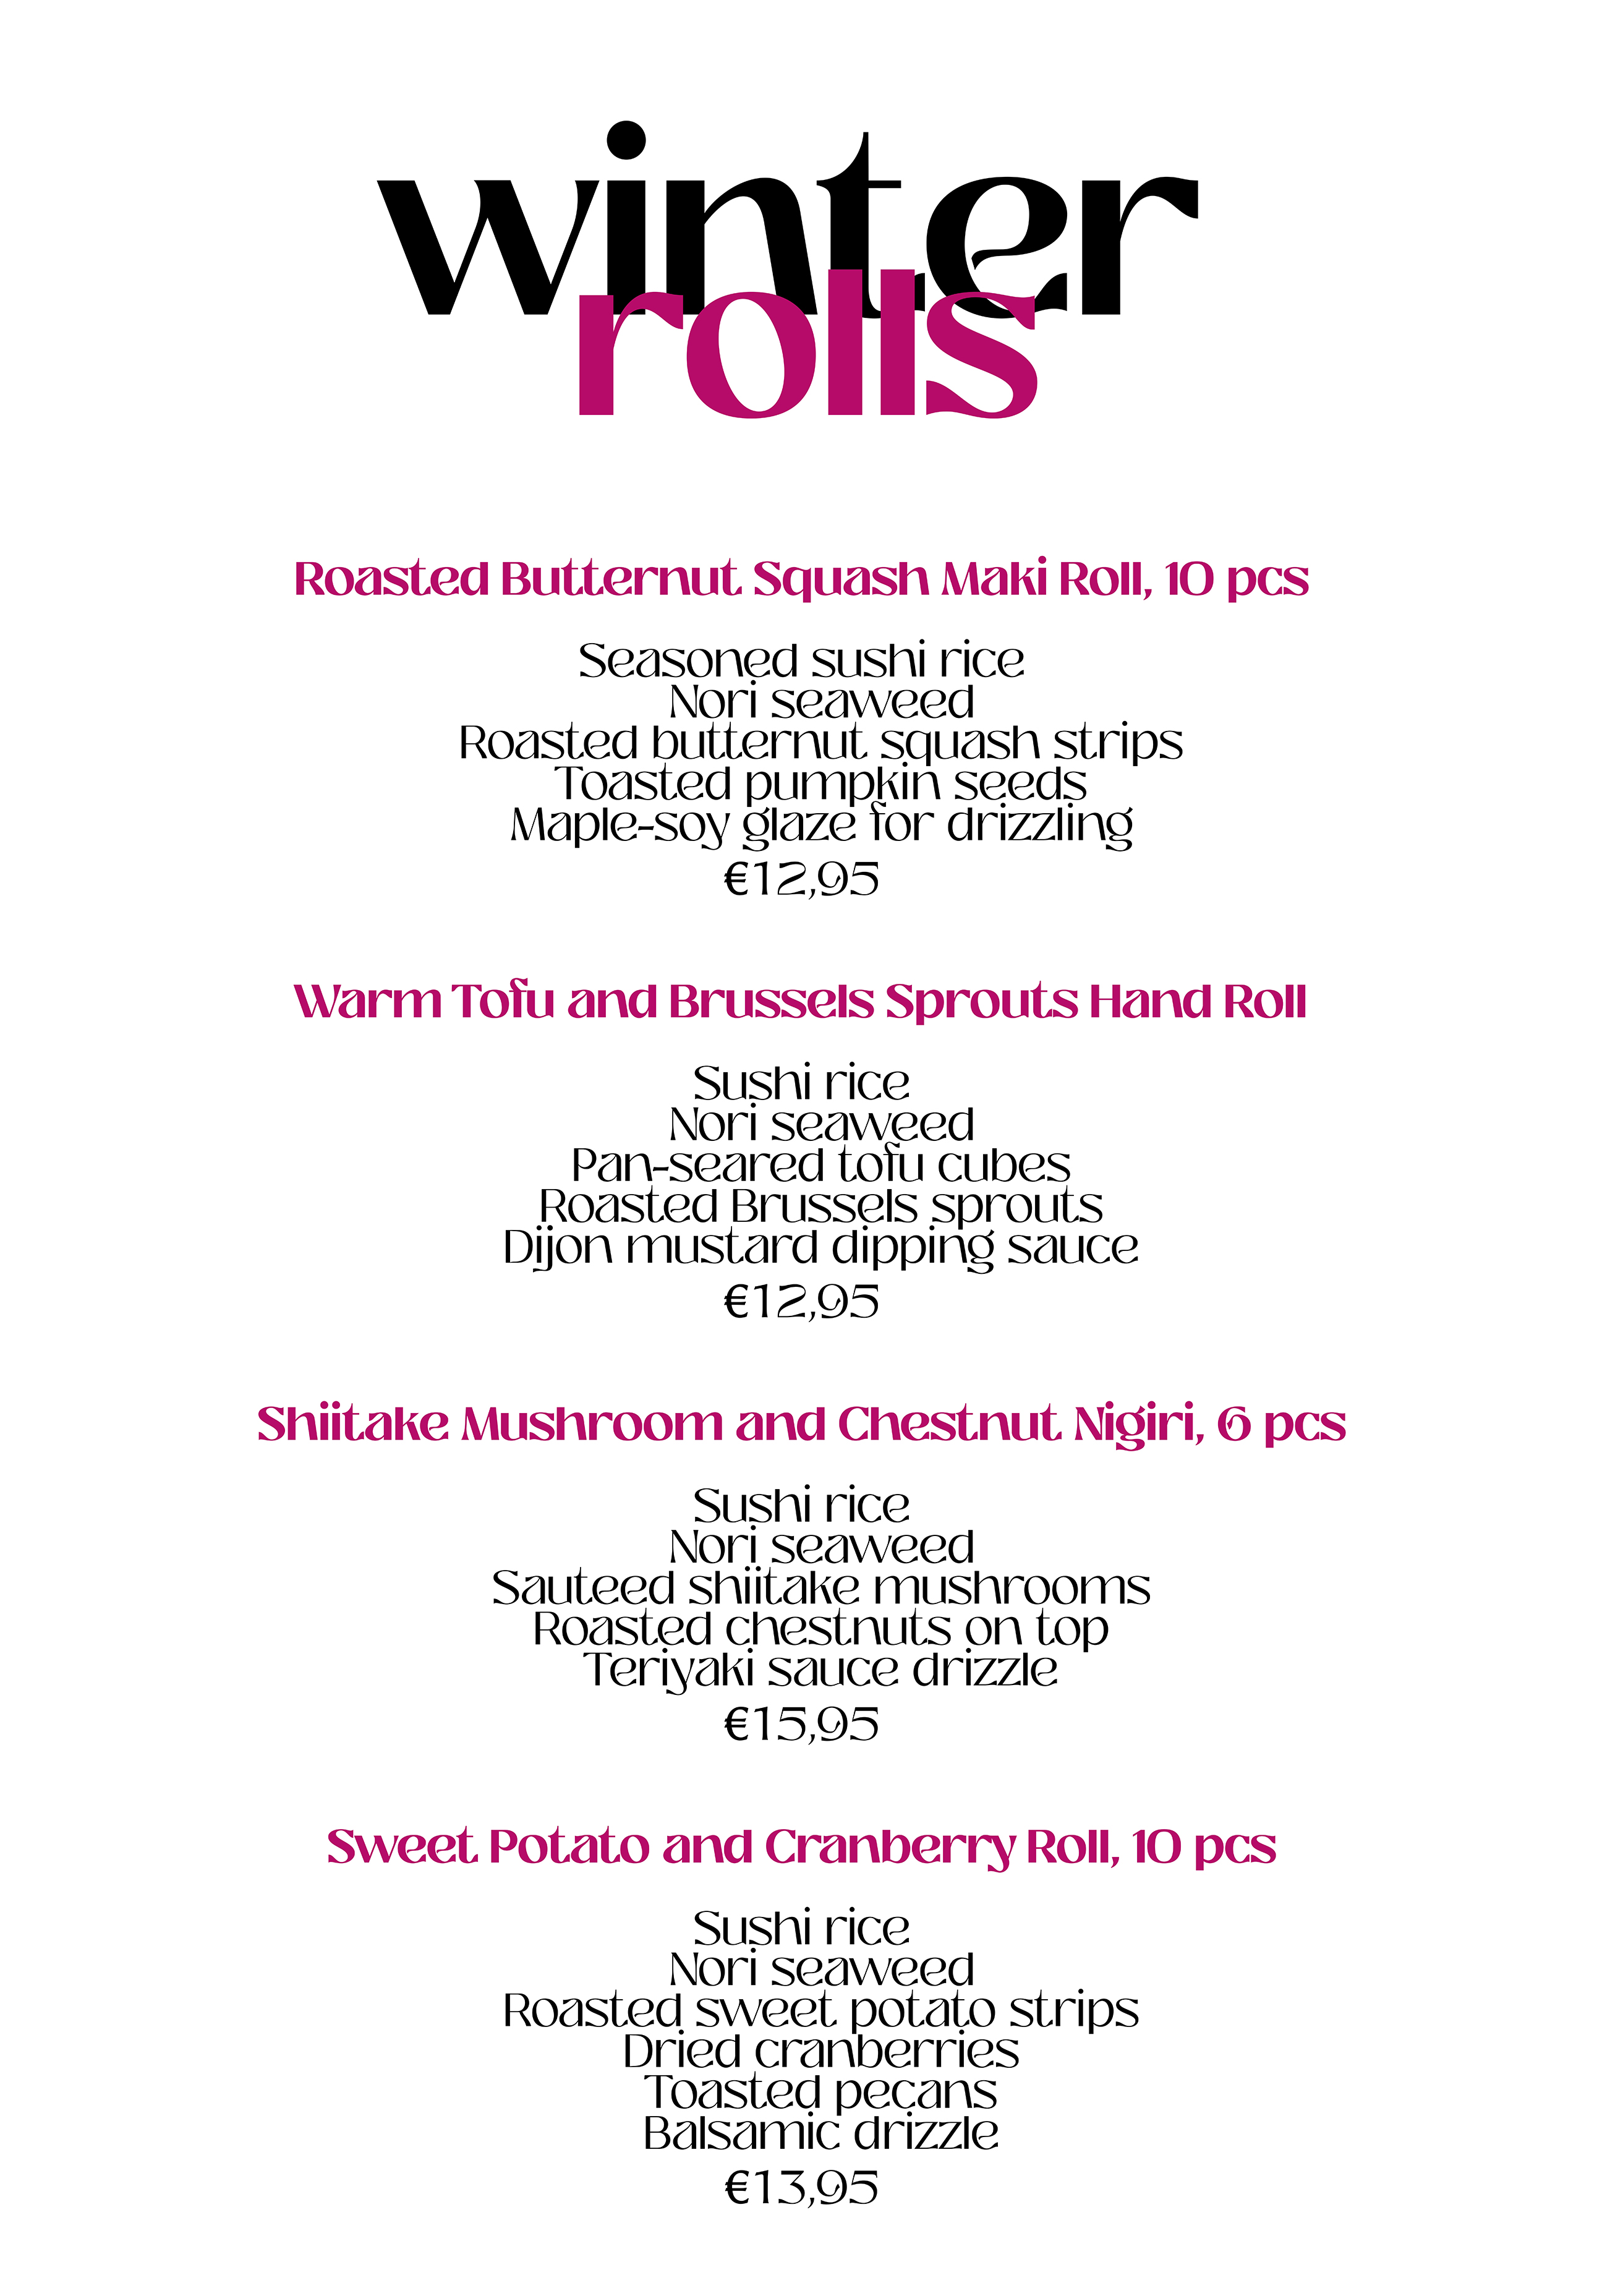 winter
rolls
Roasted Butternut Squash Maki Roll, 10 pcs
Seasoned sushi rice
Nori seaweed
Roasted butternut squash strips
Toasted pumpkin seeds
Maple-soy glaze for drizzling
€12,95
Warm Tofu and Brussels Sprouts Hand Roll
Sushi rice
Nori seaweed
Pan-seared tofu cubes
Roasted Brussels sprouts
Dijon mustard dipping sauce
€12,95
Shiitake Mushroom and Chestnut Nigiri, 6 pcs
Sushi rice
Nori seaweed
Sauteed shiitake mushrooms
Roasted chestnuts on top
Teriyaki sauce drizzle
€15,95
Sweet Potato and Cranberry Roll, 10 pcs
Sushi rice
Nori seaweed
Roasted sweet potato strips
Dried cranberries
Toasted pecans
Balsamic drizzle
€13,95